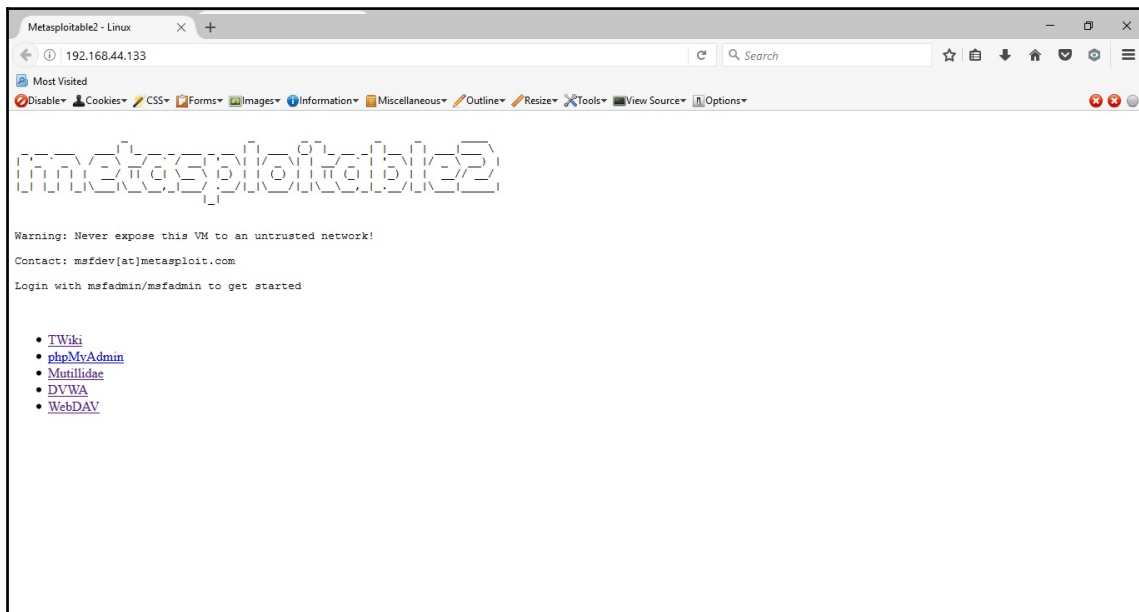 Metasploitable2 - Linux
192.168.44.133
Search
Most Visited
Disable Cookies CSS Forms Images Information Miscellaneous Outline Resize Tools View Source Options
metasploitable2
Warning: Never expose this VM to an untrusted network!
Contact: msfdev[at]metasploit.com
Login with msfadmin/msfadmin to get started
TWiki
phpMyAdmin
Mutillidae
DVWA
WebDAV